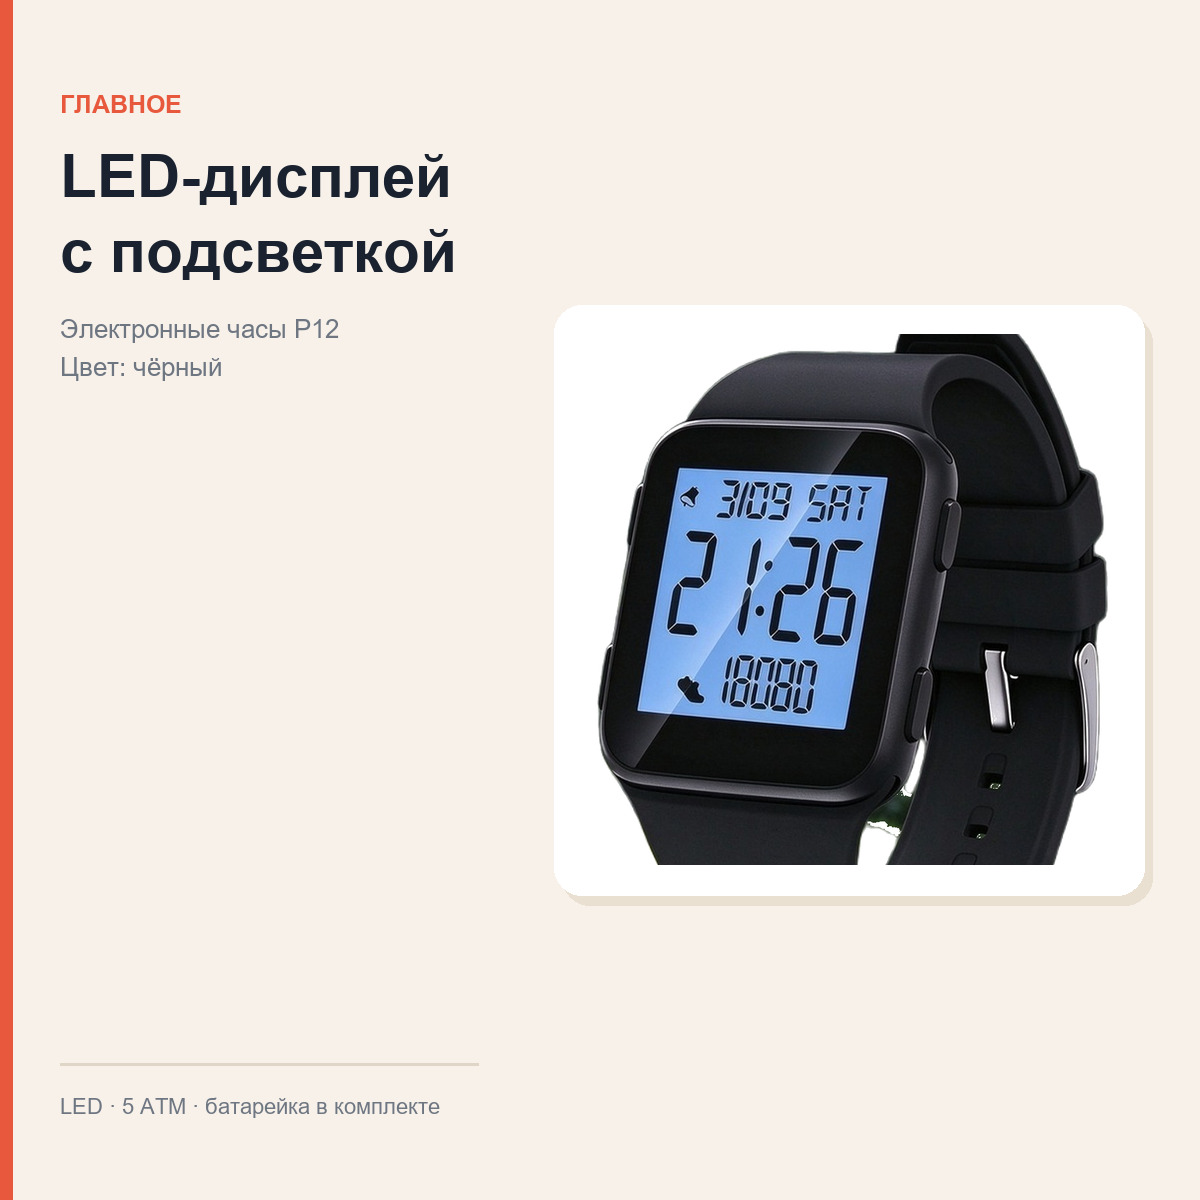 ГЛАВНОЕ
LED-дисплей
с подсветкой
Электронные часы P12
Цвет: чёрный
3109 SAT
21:26
18080
LED · 5 ATM · батарейка в комплекте